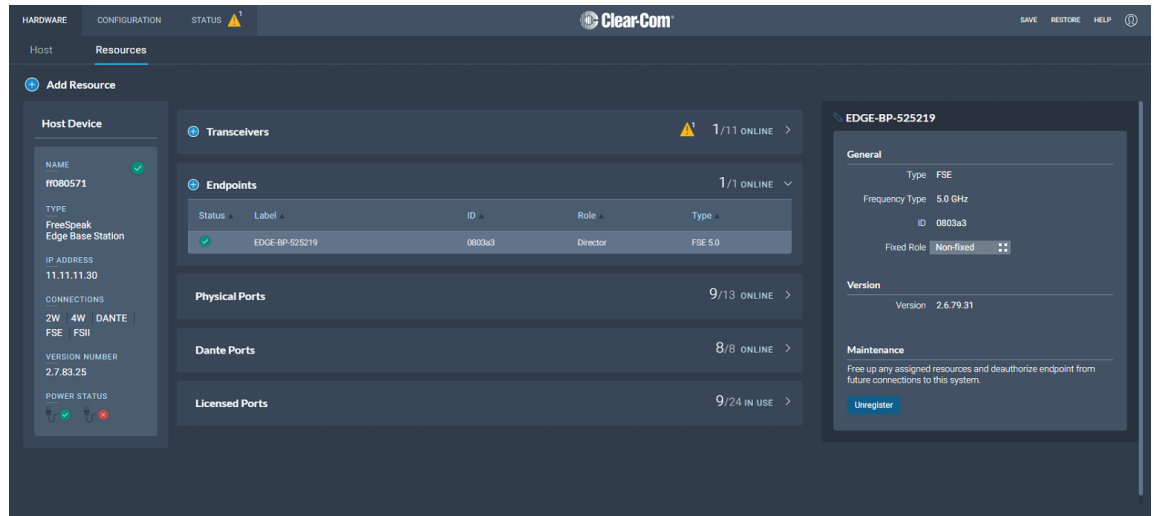 HARDWARE CONFIGURATION STATUS 1 Clear-Com SAVE RESTORE HELP
Host Resources
Add Resource
Host Device
NAME
ff080571
TYPE
FreeSpeak
Edge Base Station
IP ADDRESS
11.11.11.30
CONNECTIONS
2W 4W DANTE
FSE FSII
VERSION NUMBER
2.7.83.25
POWER STATUS
Transceivers 1 1/11 ONLINE
Endpoints 1/1 ONLINE
Status Label ID Role Type
EDGE-BP-525219 0803a3 Director FSE 5.0
Physical Ports 9/13 ONLINE
Dante Ports 8/8 ONLINE
Licensed Ports 9/24 IN USE
EDGE-BP-525219
General
Type FSE
Frequency Type 5.0 GHz
ID 0803a3
Fixed Role Non-fixed
Version
Version 2.6.79.31
Maintenance
Free up any assigned resources and deauthorize endpoint from
future connections to this system.
Unregister